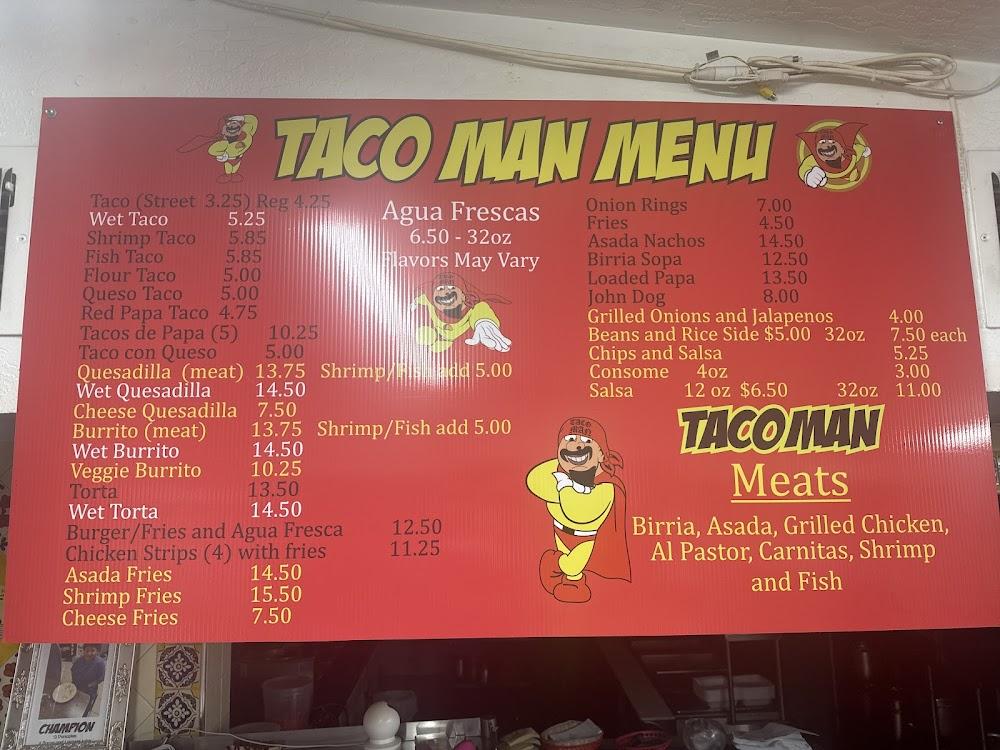 TACO MAN MENU
Taco (Street 3.25) Reg 4.25
Wet Taco 5.25
Shrimp Taco 5.85
Fish Taco 5.85
Flour Taco 5.00
Queso Taco 5.00
Red Papa Taco 4.75
Tacos de Papa (5) 10.25
Taco con Queso 5.00
Quesadilla (meat) 13.75 Shrimp/Fish add 5.00
Wet Quesadilla 14.50
Cheese Quesadilla 7.50
Burrito (meat) 13.75 Shrimp/Fish add 5.00
Wet Burrito 14.50
Veggie Burrito 10.25
Torta 13.50
Wet Torta 14.50
Burger/Fries and Agua Fresca 12.50
Chicken Strips (4) with fries 11.25
Asada Fries 14.50
Shrimp Fries 15.50
Cheese Fries 7.50
Agua Frescas
6.50 - 32oz
Flavors May Vary
Onion Rings 7.00
Fries 4.50
Asada Nachos 14.50
Birria Sopa 12.50
Loaded Papa 13.50
John Dog 8.00
Grilled Onions and Jalapenos 4.00
Beans and Rice Side $5.00 32oz 7.50 each
Chips and Salsa 5.25
Consome 4oz 3.00
Salsa 12 oz $6.50 32oz 11.00
TACO MAN
TACO MAN
Meats
Birria, Asada, Grilled Chicken,
Al Pastor, Carnitas, Shrimp
and Fish
CHAMPION